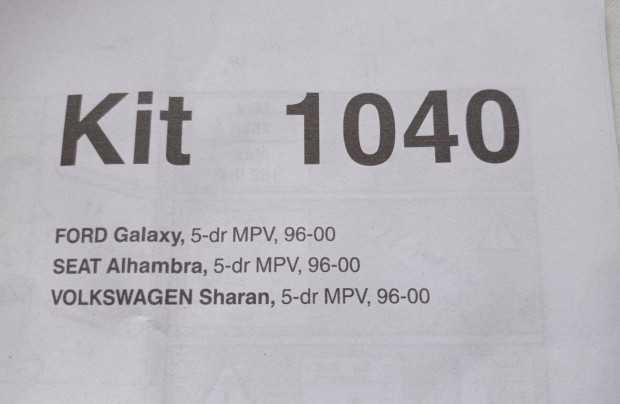 Kit 1040
FORD Galaxy, 5-dr MPV, 96-00
SEAT Alhambra, 5-dr MPV, 96-00
VOLKSWAGEN Sharan, 5-dr MPV, 96-00